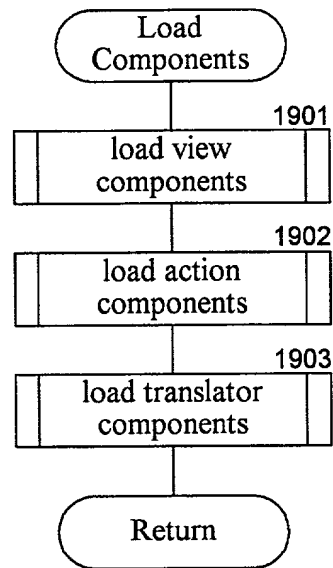 Load
Components
1901
load view
components
1902
load action
components
1903
load translator
components
Return